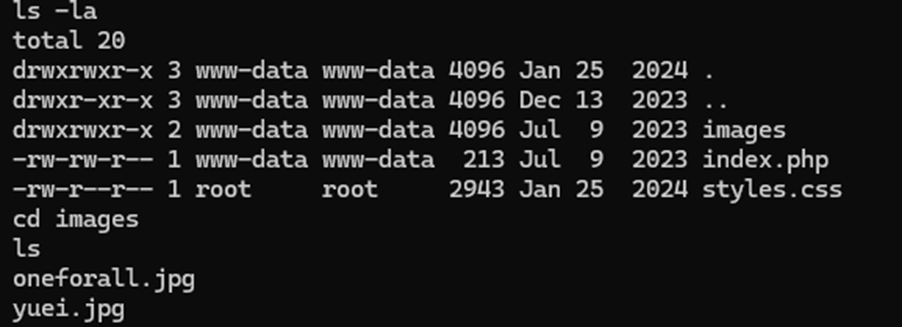 ls -la
total 20
drwxrwxr-x 3 www-data www-data 4096 Jan 25  2024 .
drwxr-xr-x 3 www-data www-data 4096 Dec 13  2023 ..
drwxrwxr-x 2 www-data www-data 4096 Jul  9  2023 images
-rw-rw-r-- 1 www-data www-data  213 Jul  9  2023 index.php
-rw-r--r-- 1 root     root     2943 Jan 25  2024 styles.css
cd images
ls
oneforall.jpg
yuei.jpg